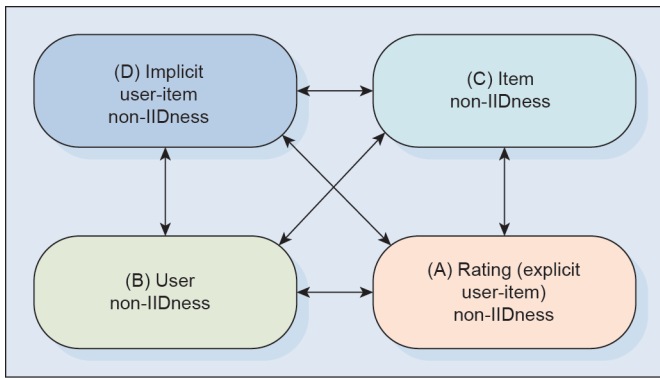 (D) Implicit
user-item
non-IIDness
(C) Item
non-IIDness
(B) User
non-IIDness
(A) Rating (explicit
user-item)
non-IIDness